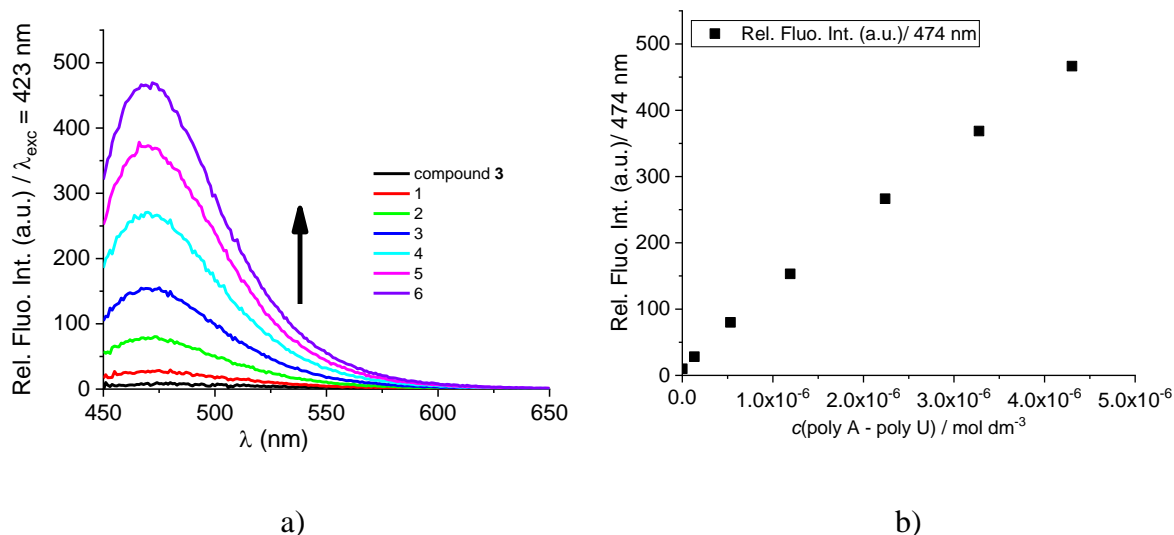 Rel. Fluo. Int. (a.u.) / λexc = 423 nm
500
400
300
200
100
0
450
500
550
600
650
λ (nm)
compound 3
1
2
3
4
5
6
a)
Rel. Fluo. Int. (a.u.)/ 474 nm
Rel. Fluo. Int. (a.u.)/ 474 nm
500
400
300
200
100
0
0.0
1.0x10⁻⁶
2.0x10⁻⁶
3.0x10⁻⁶
4.0x10⁻⁶
5.0x10⁻⁶
c(poly A - poly U) / mol dm⁻³
b)